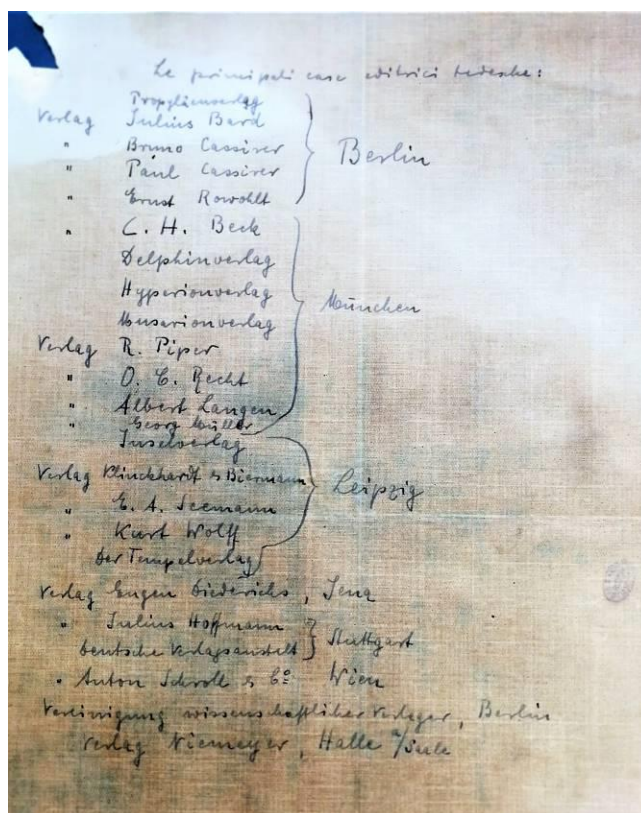 Le principali case editrici tedesche:
Propyläenverlag
Verlag Julius Bard
" Bruno Cassirer
" Paul Cassirer
" Ernst Rowohlt
Berlin
" C. H. Beck
Delphinverlag
Hyperionverlag
Musarionverlag
Verlag R. Piper
" O. C. Recht
" Albert Langen
" Georg Müller
München
Inselverlag
Verlag Klinckhardt & Biermann
" E. A. Seemann
" Kurt Wolff
Der Tempelverlag
Leipzig
Verlag Eugen Diederichs, Jena
" Julius Hoffmann
Deutsche Verlagsanstalt
Stuttgart
" Anton Schroll & Co Wien
Vereinigung wissenschaftlicher Verleger, Berlin
Verlag Niemeyer, Halle a/Saale